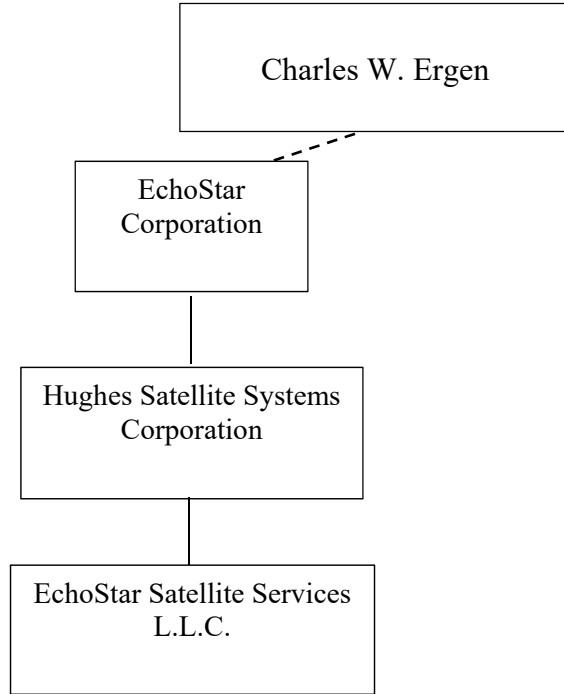 Charles W. Ergen
EchoStar
Corporation
Hughes Satellite Systems
Corporation
EchoStar Satellite Services
L.L.C.